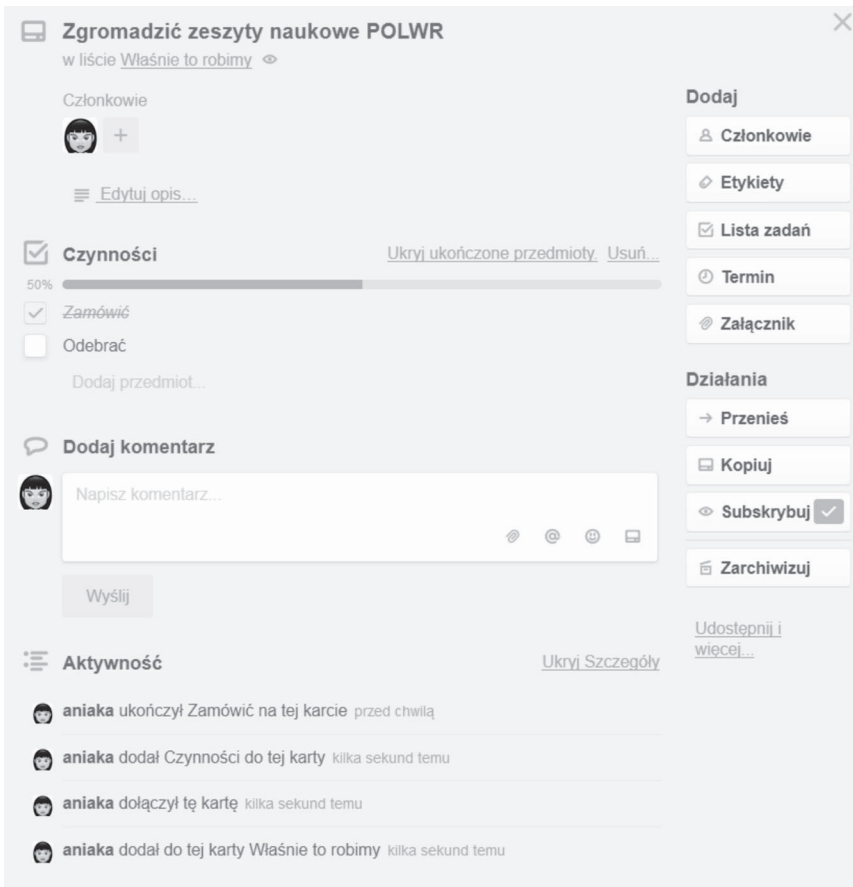 Zgromadzić zeszyty naukowe POLWR
w liście Właśnie to robimy
Członkowie
+
Edytuj opis...
Czynności
Ukryj ukończone przedmioty. Usuń...
50%
Zamówić
Odebrać
Dodaj przedmiot...
Dodaj komentarz
Napisz komentarz...
@
Wyślij
Aktywność
Ukryj Szczegóły
aniaka ukończył Zamówić na tej karcie przed chwilą
aniaka dodał Czynności do tej karty kilka sekund temu
aniaka dołączył tę kartę kilka sekund temu
aniaka dodał do tej karty Właśnie to robimy kilka sekund temu
Dodaj
Członkowie
Etykiety
Lista zadań
Termin
Załącznik
Działania
Przenieś
Kopiuj
Subskrybuj
Zarchiwizuj
Udostępnij i
więcej...